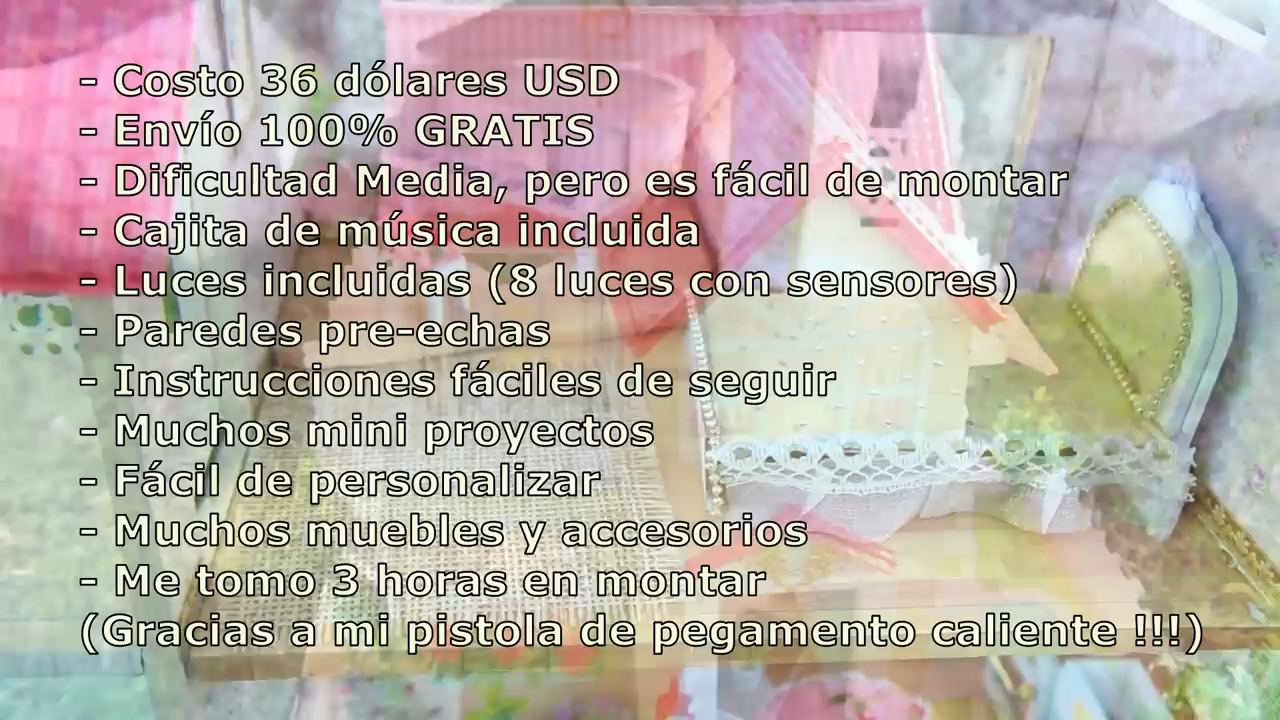 - Costo 36 dólares USD
- Envío 100% GRATIS
- Dificultad Media, pero es fácil de montar
- Cajita de música incluida
- Luces incluidas (8 luces con sensores)
- Paredes pre-echas
- Instrucciones fáciles de seguir
- Muchos mini proyectos
- Fácil de personalizar
- Muchos muebles y accesorios
- Me tomo 3 horas en montar
(Gracias a mi pistola de pegamento caliente !!!)